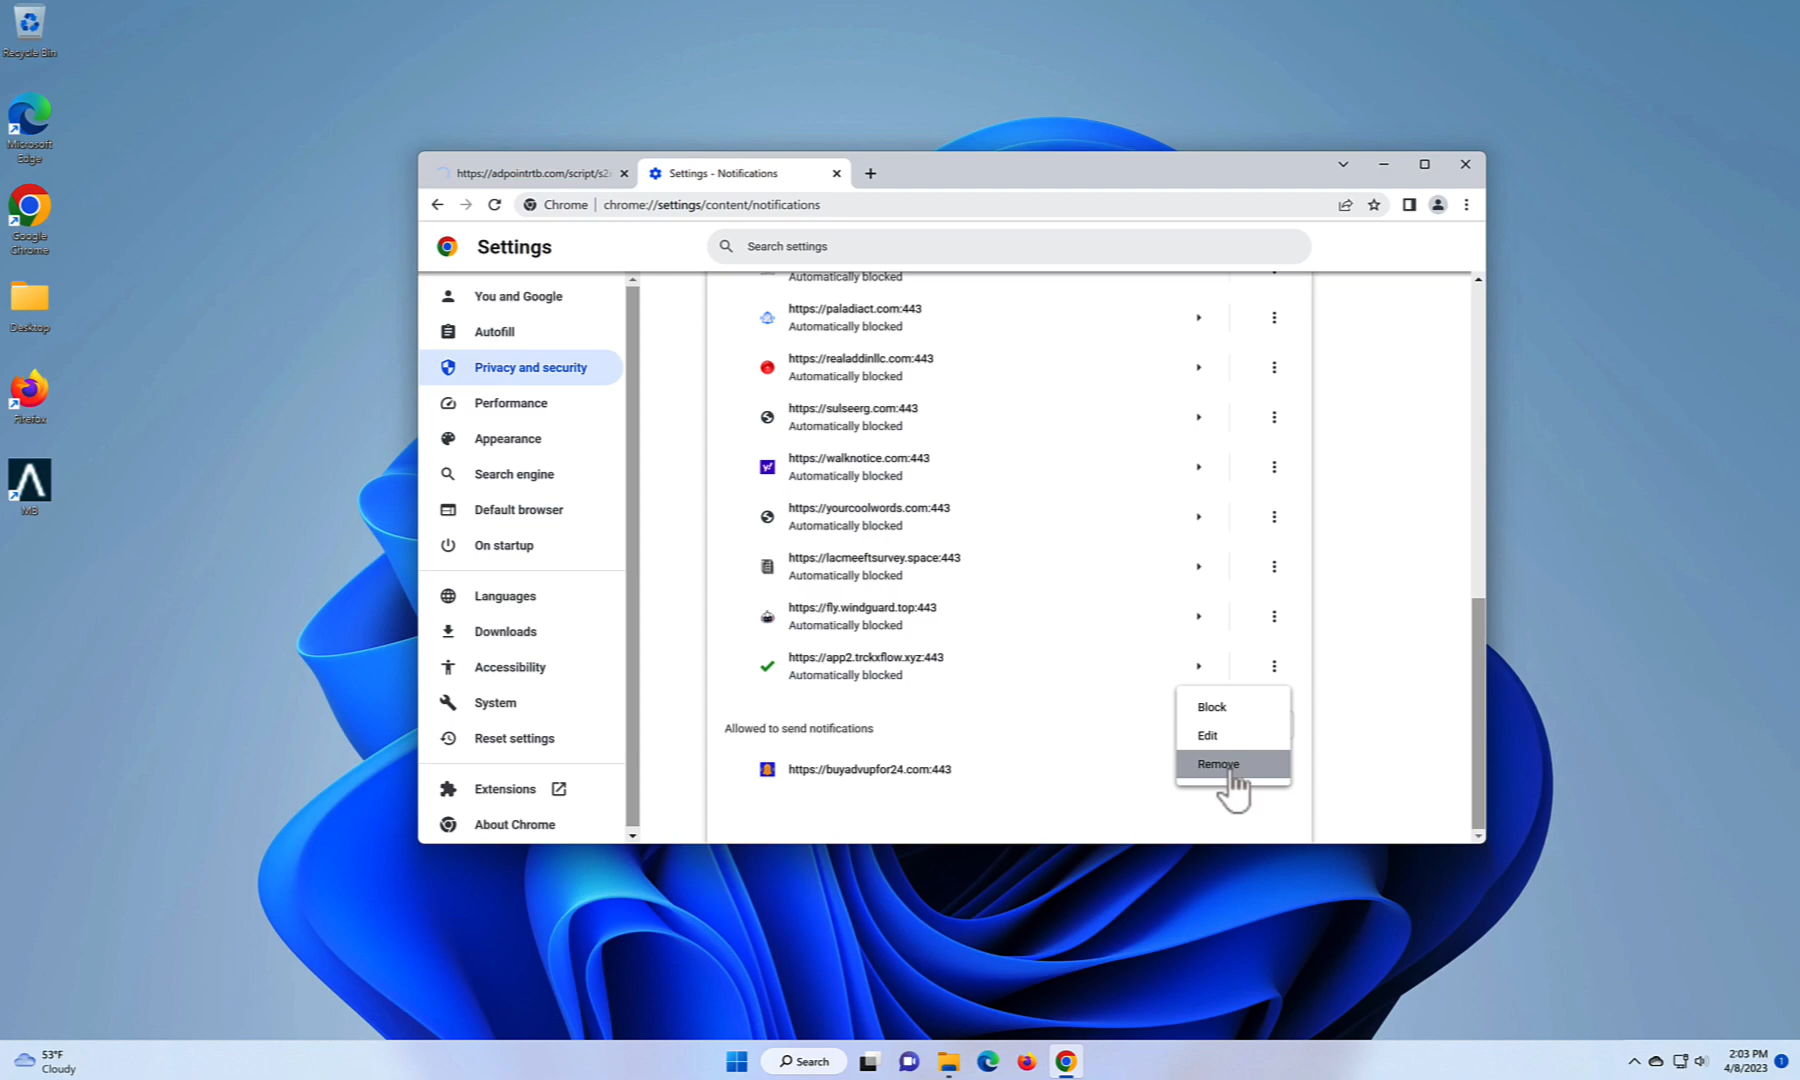 Recycle Bin
Microsoft
Edge
Google
Chrome
Desktop
Firefox
MB
https://adpointrtb.com/script/s2
Settings - Notifications
Chrome
chrome://settings/content/notifications
Settings
Search settings
You and Google
Autofill
Privacy and security
Performance
Appearance
Search engine
Default browser
On startup
Languages
Downloads
Accessibility
System
Reset settings
Extensions
About Chrome
Automatically blocked
https://paladiact.com:443
Automatically blocked
https://realaddinllc.com:443
Automatically blocked
https://sulseerg.com:443
Automatically blocked
https://walknotice.com:443
Automatically blocked
https://yourcoolwords.com:443
Automatically blocked
https://lacmeeftsurvey.space:443
Automatically blocked
https://fly.windguard.top:443
Automatically blocked
https://app2.trckxflow.xyz:443
Automatically blocked
Allowed to send notifications
https://buyadvupfor24.com:443
Block
Edit
Remove
53°F
Cloudy
Search
2:03 PM
4/8/2023
1